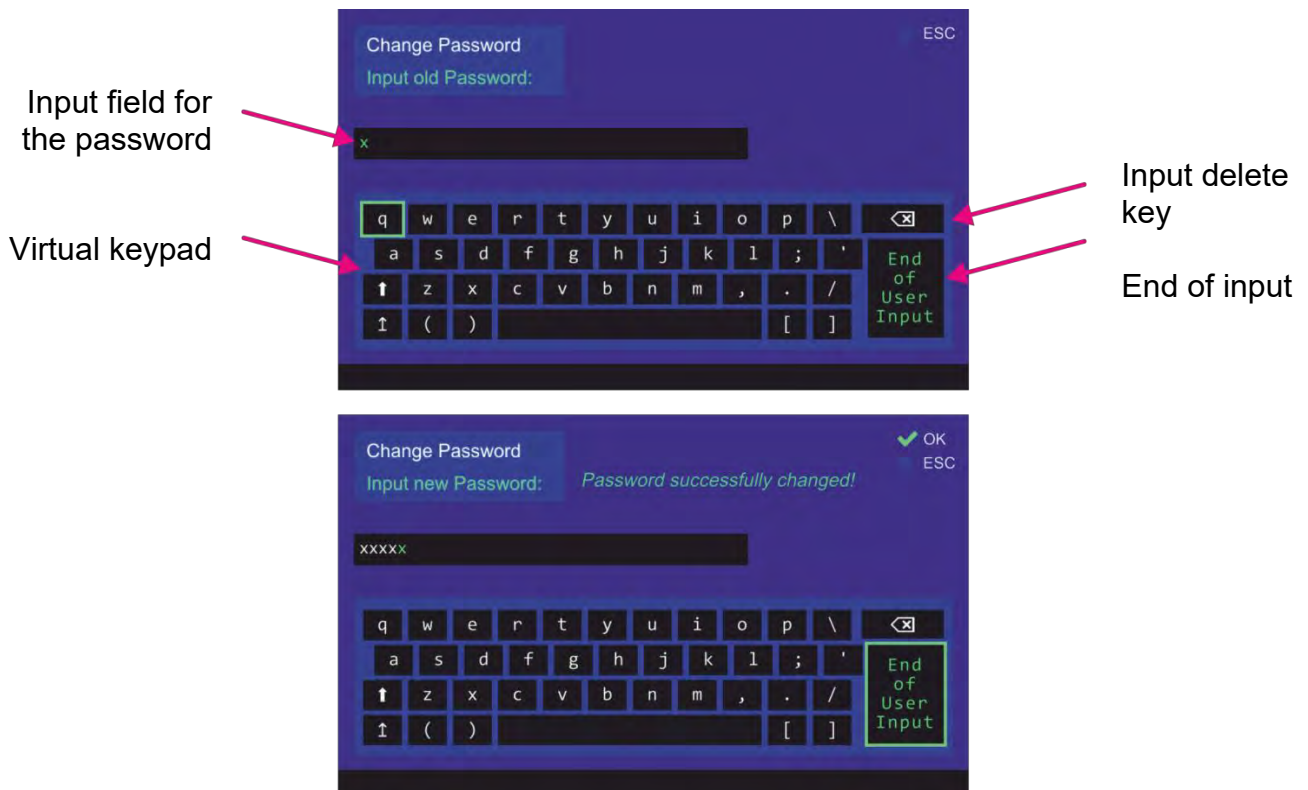 Change Password
ESC
Input old Password:
Input field for
the password
x
Input delete
key
q w e r t y u i o p \
Virtual keypad
a s d f g h j k l ; '
End
of
User
Input
End of input
z x c v b n m , . /
( ) [ ]
Change Password
OK
ESC
Input new Password:
Password successfully changed!
xxxxx
q w e r t y u i o p \
a s d f g h j k l ; '
End
of
User
Input
z x c v b n m , . /
( ) [ ]